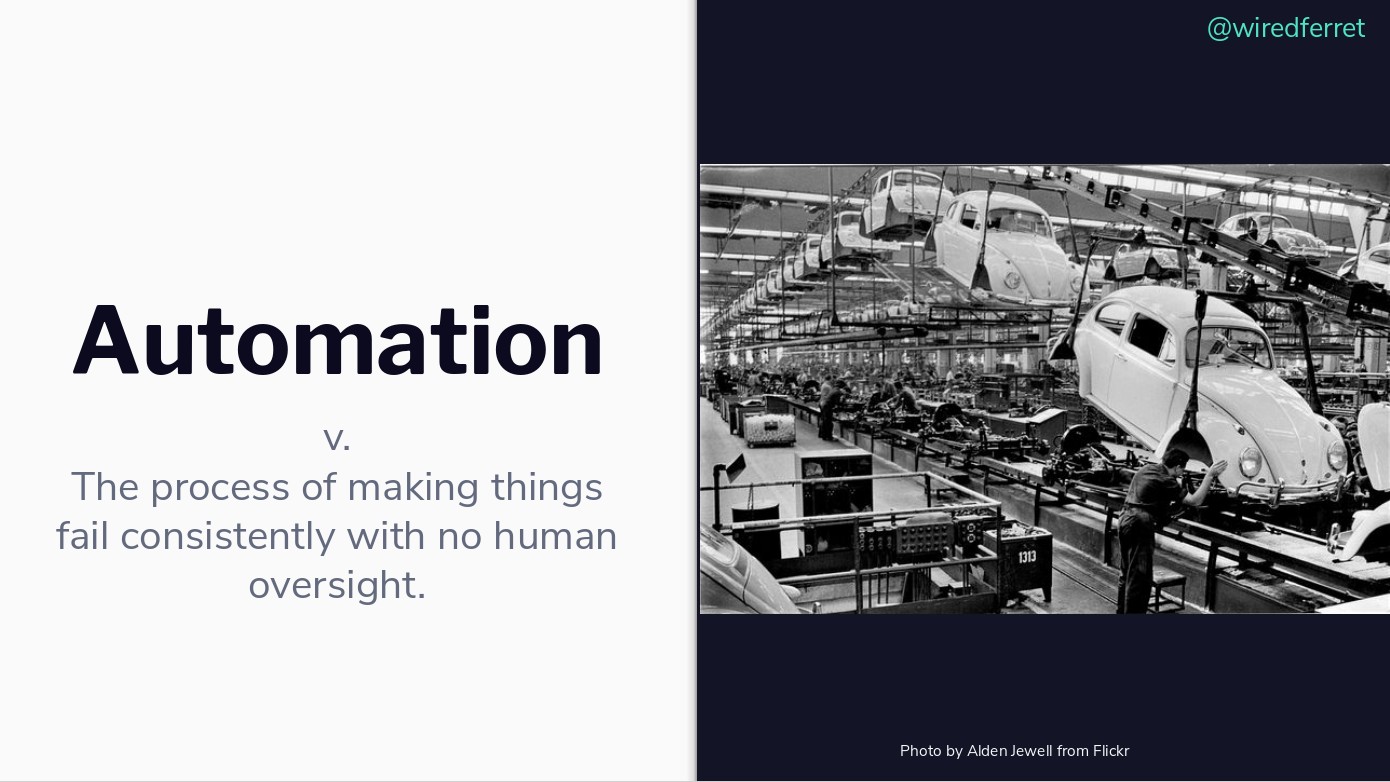 @wiredferret
Automation
v.
The process of making things
fail consistently with no human
oversight.
1313
Photo by Alden Jewell from Flickr